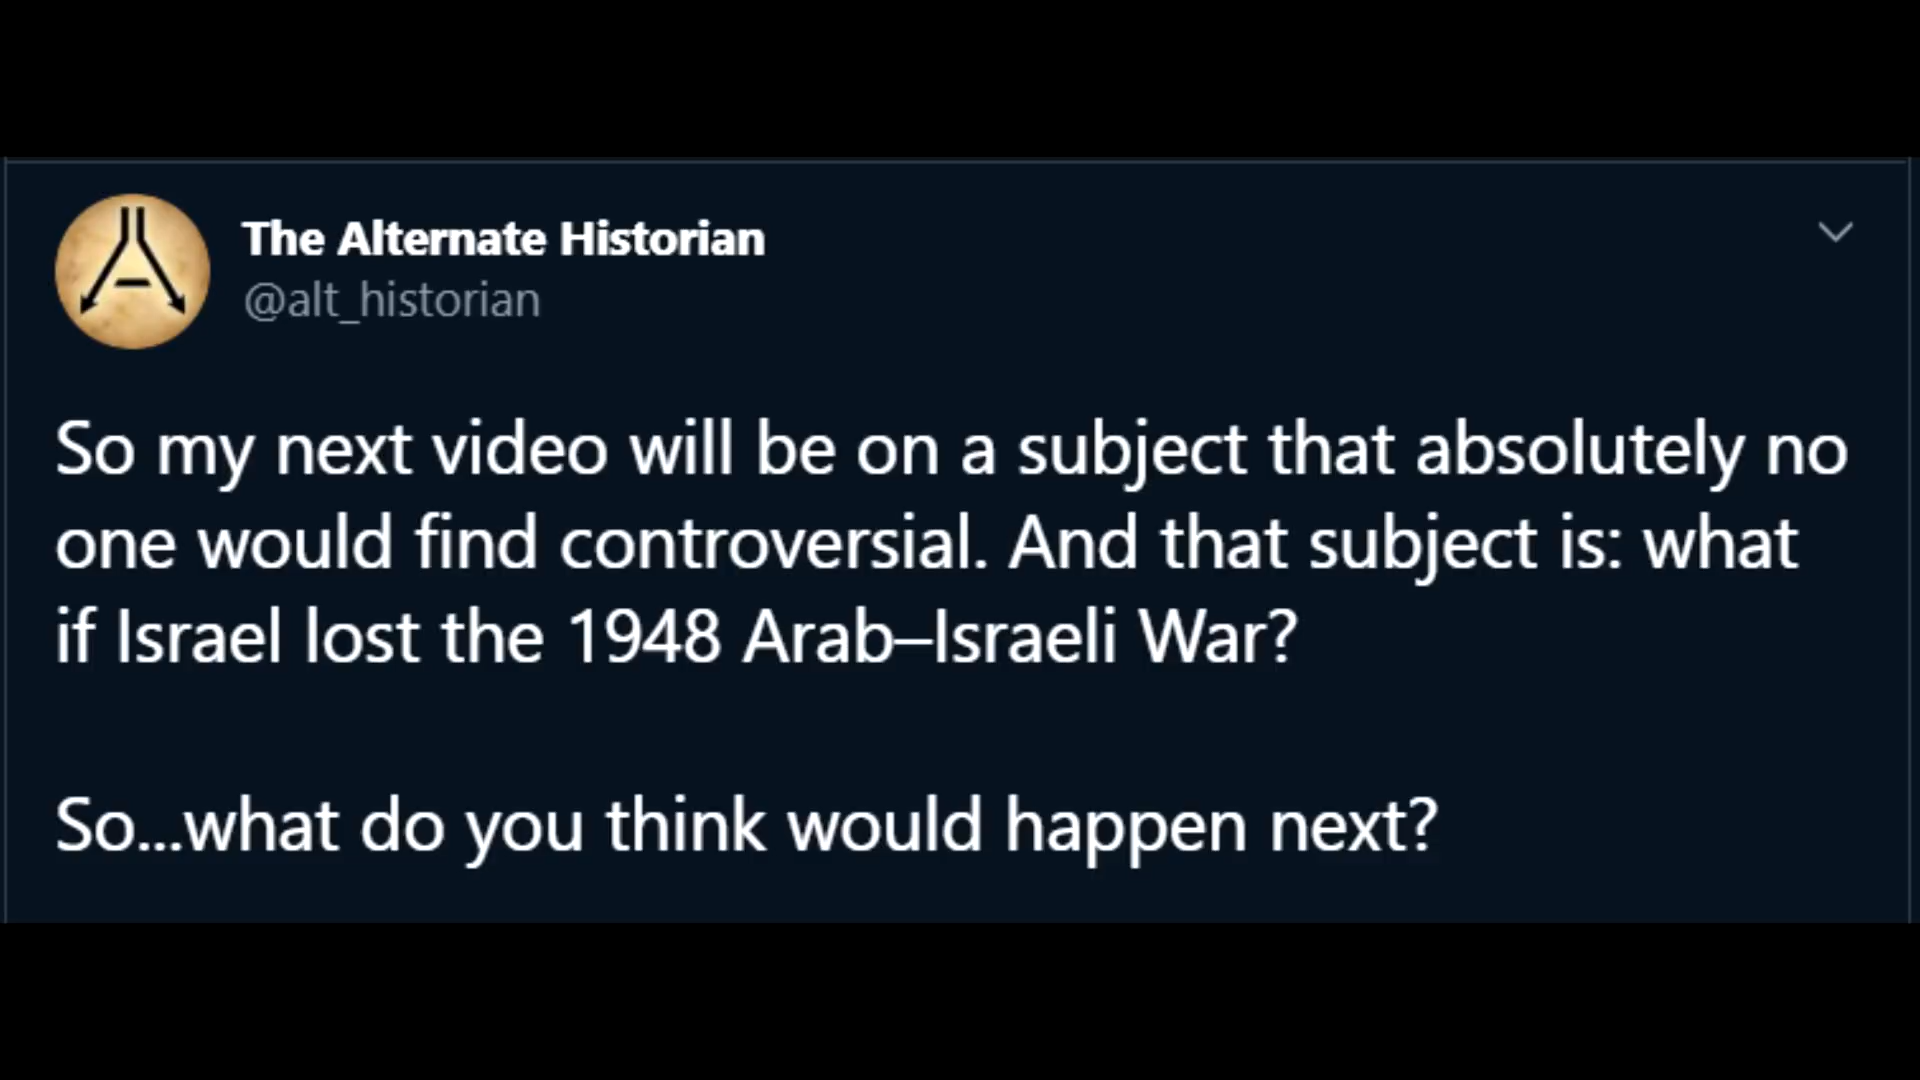 The Alternate Historian
@alt_historian
So my next video will be on a subject that absolutely no
one would find controversial. And that subject is: what
if Israel lost the 1948 Arab–Israeli War?
So...what do you think would happen next?